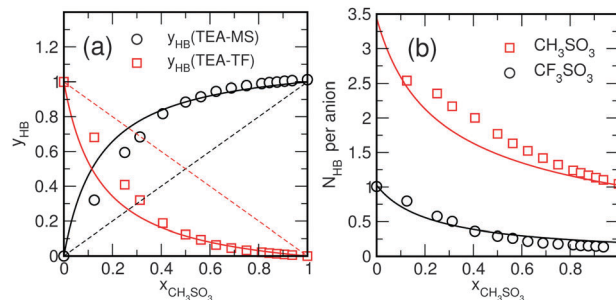 (a)
y_HB(TEA-MS)
y_HB(TEA-TF)
y_HB
1
0.8
0.6
0.4
0.2
0
0 0.2 0.4 0.6 0.8 1
x_CH₃SO₃
(b)
CH₃SO₃
CF₃SO₃
N_HB per anion
3.5
3
2.5
2
1.5
1
0.5
0
0 0.2 0.4 0.6 0.8
x_CH₃SO₃